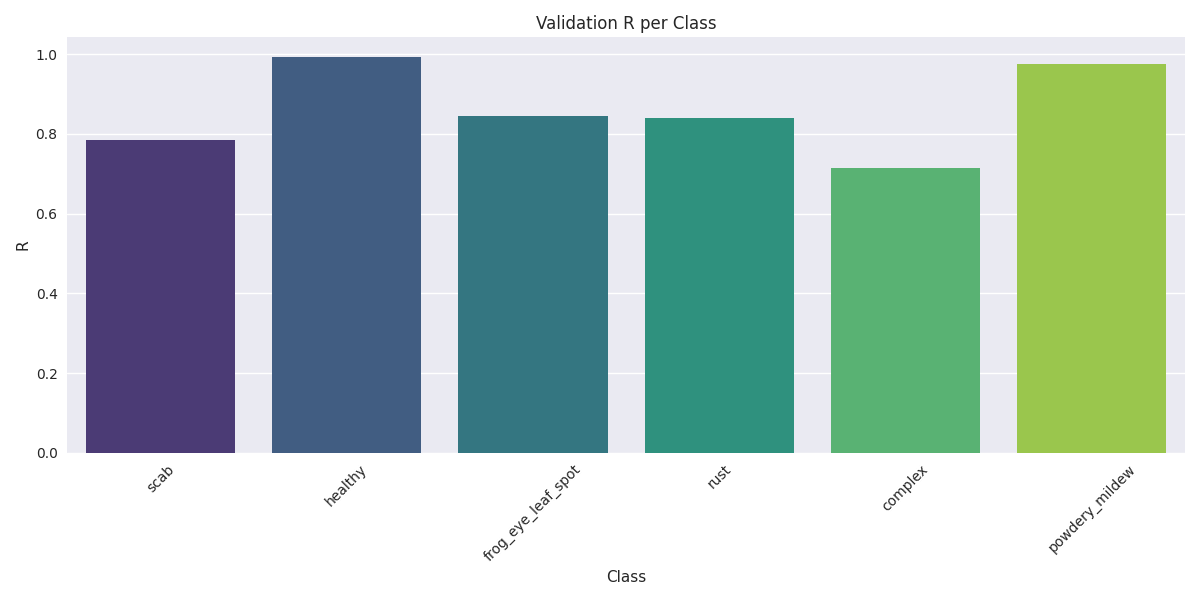 Validation R per Class
R
1.0
0.8
0.6
0.4
0.2
0.0
scab
healthy
frog_eye_leaf_spot
rust
complex
powdery_mildew
Class